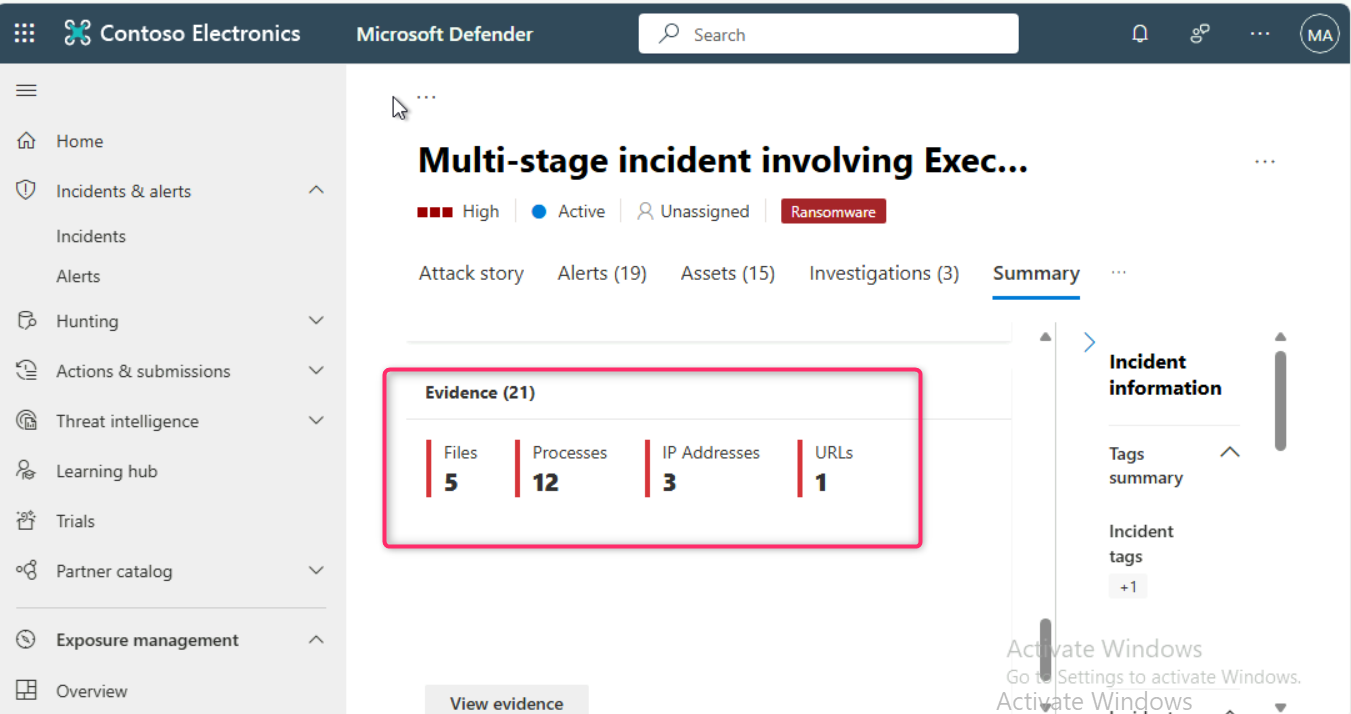 Contoso Electronics
Microsoft Defender
Search
MA
Home
Incidents & alerts
Incidents
Alerts
Hunting
Actions & submissions
Threat intelligence
Learning hub
Trials
Partner catalog
Exposure management
Overview
...
Multi-stage incident involving Exec...
High
Active
Unassigned
Ransomware
Attack story
Alerts (19)
Assets (15)
Investigations (3)
Summary
...
Evidence (21)
Files
5
Processes
12
IP Addresses
3
URLs
1
View evidence
Incident
information
Tags
summary
Incident
tags
+1
Activate Windows
Go to Settings to activate Windows.
Activate Windows